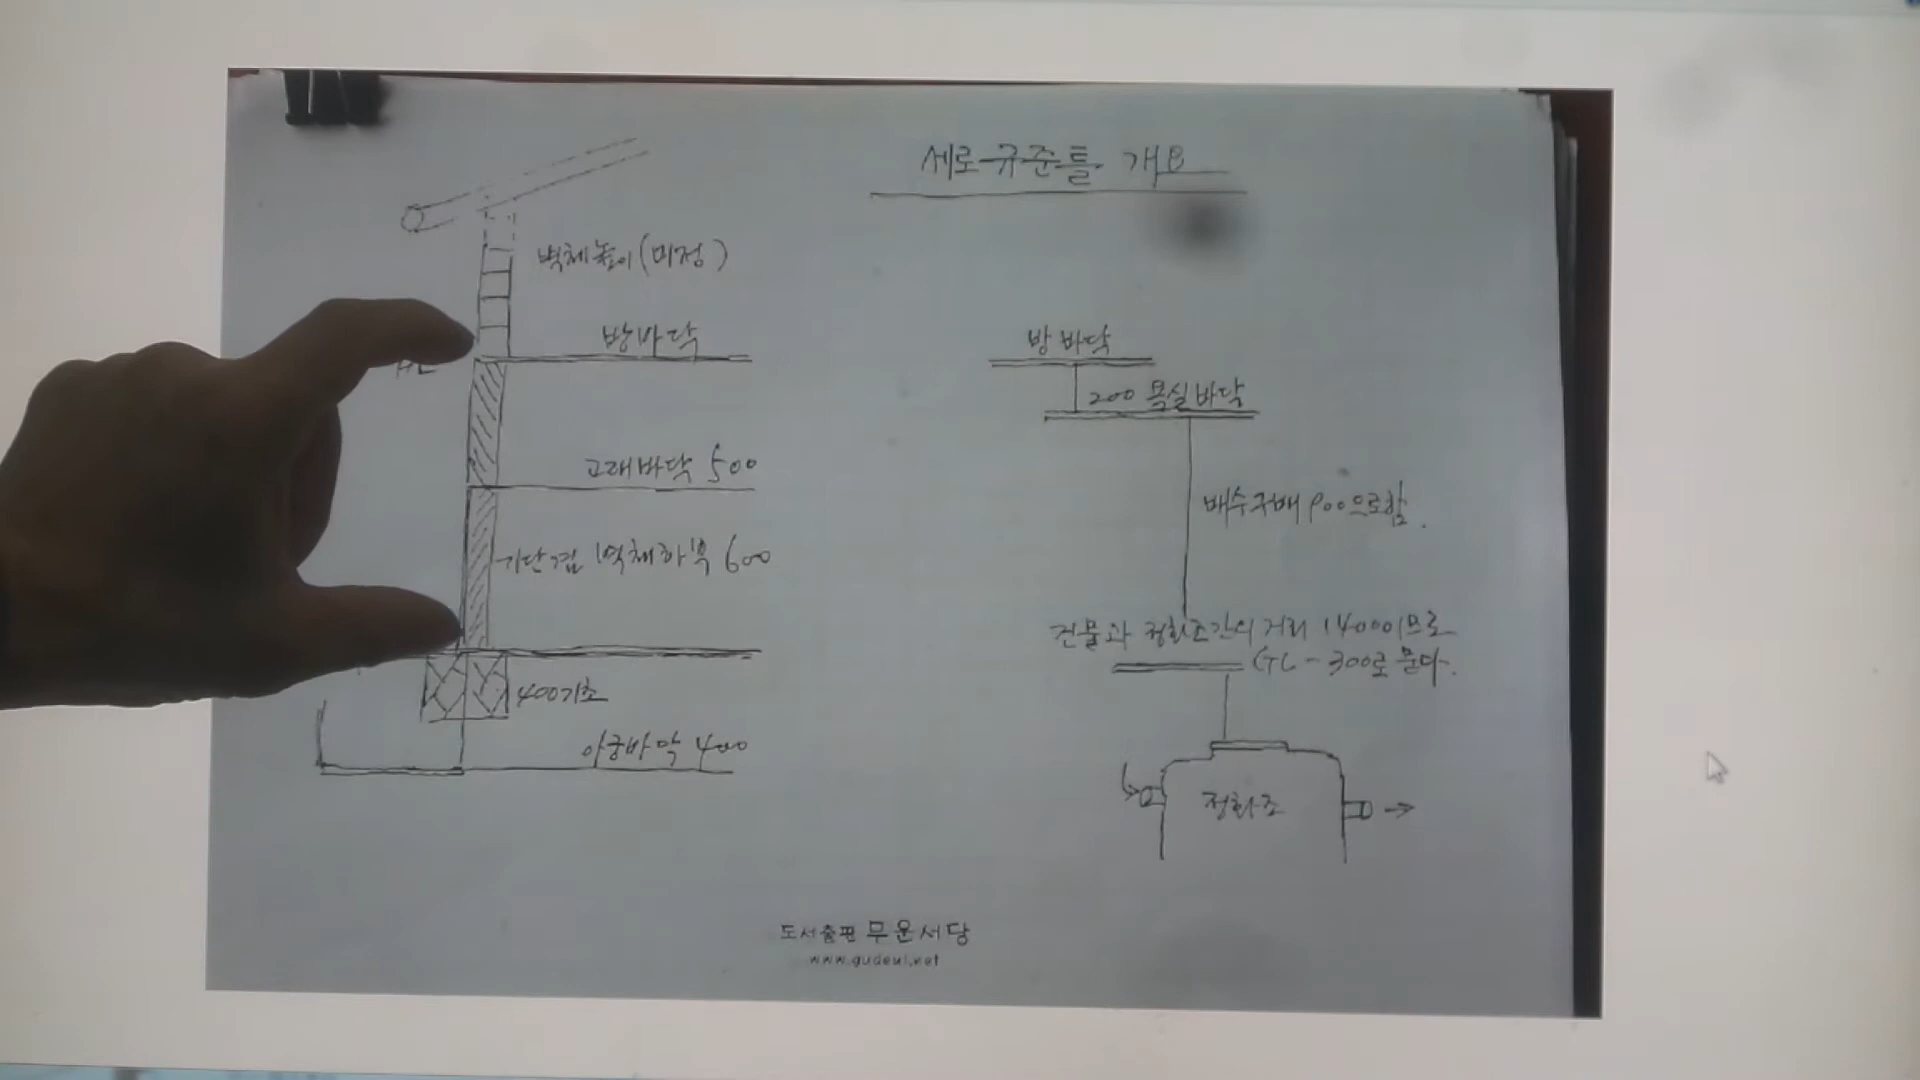 세로규준틀 개요
벽체높이(미정)
방바닥
고래바닥 500
기단겸 벽체하부 600
400기초
아궁바닥 400
방 바닥
200 욕실바닥
배수구배 900으로함.
건물과 정화조간의 거리 14000이므로
GL-300로 묻다.
정화조
도서출판 무운서당
www.gudeul.net